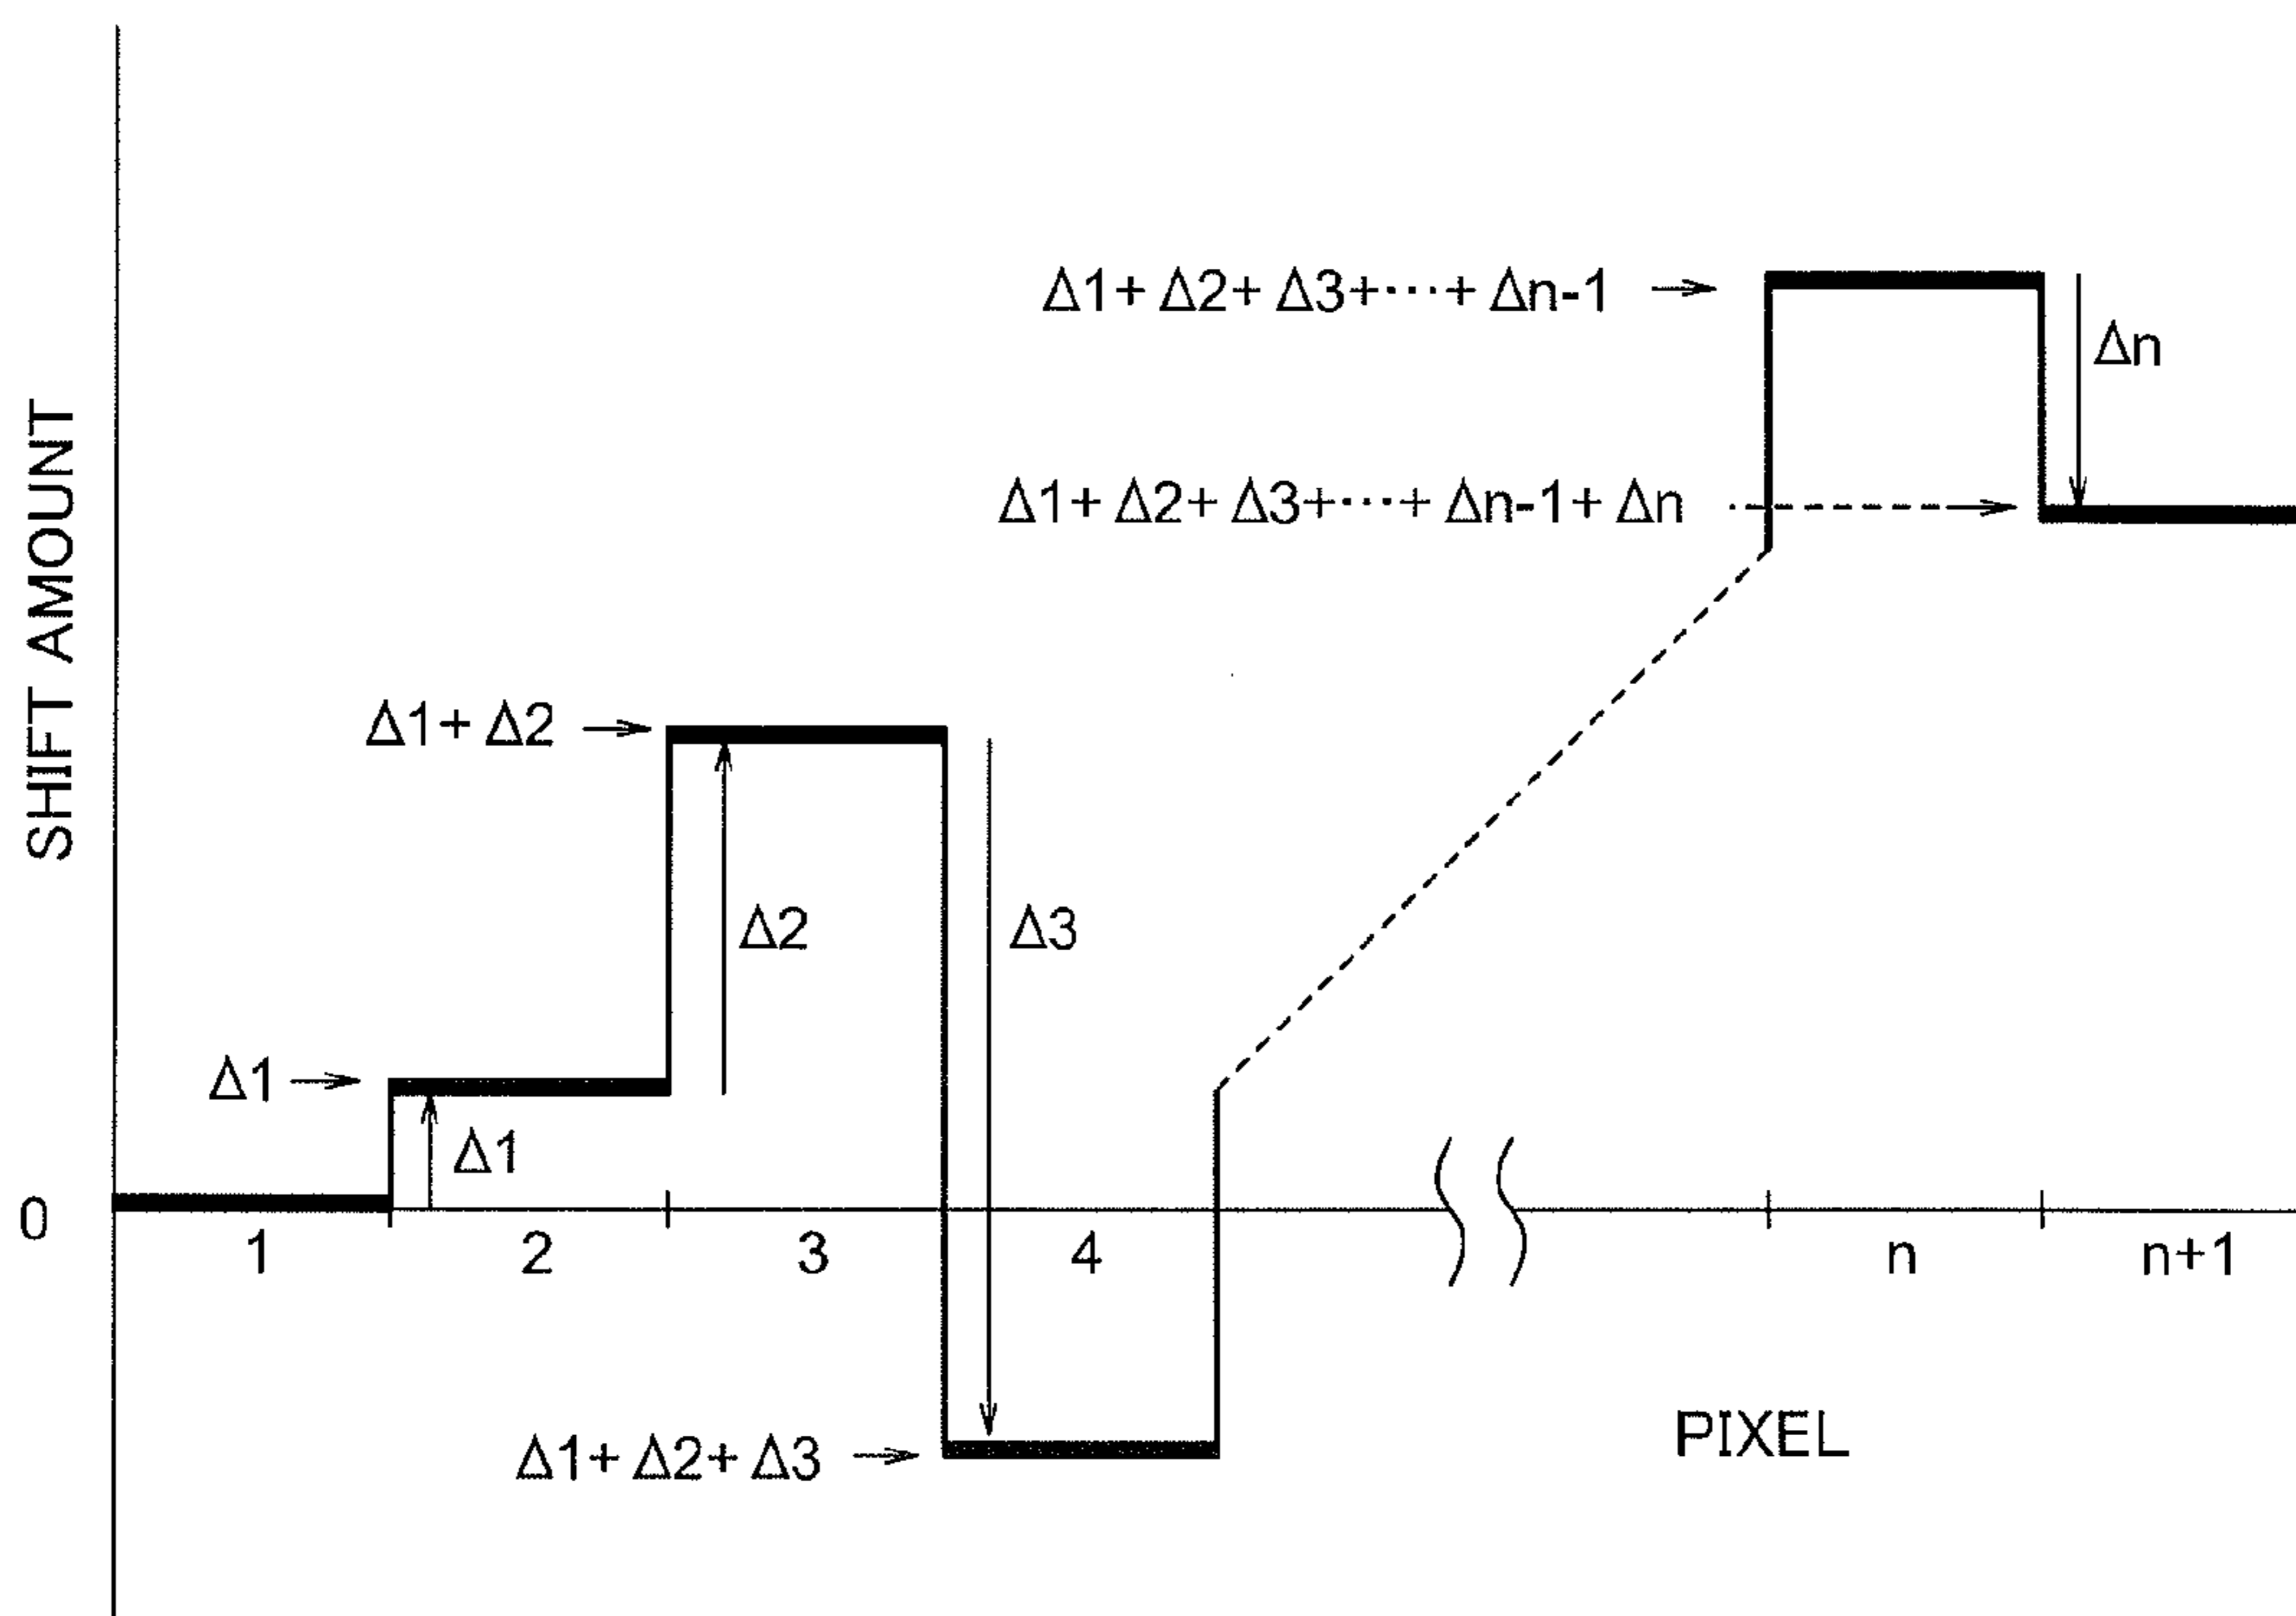 SHIFT AMOUNT
Δ1+ Δ2+ Δ3+⋯+ Δn-1
Δn
Δ1+ Δ2+ Δ3+⋯+ Δn-1+ Δn
Δ1+ Δ2
Δ2
Δ3
Δ1
Δ1
0
1
2
3
4
n
n+1
Δ1+ Δ2+ Δ3
PIXEL